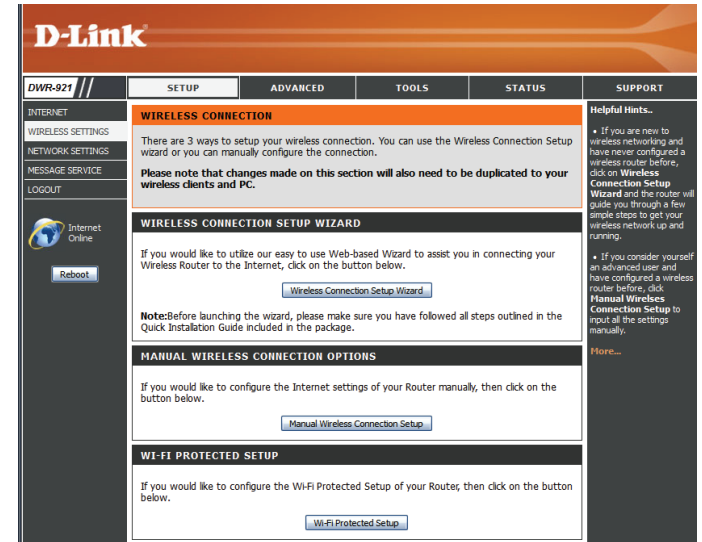 D-Link
DWR-921 //
SETUP
ADVANCED
TOOLS
STATUS
SUPPORT
INTERNET
WIRELESS SETTINGS
NETWORK SETTINGS
MESSAGE SERVICE
LOGOUT
Internet
Online
Reboot
WIRELESS CONNECTION
There are 3 ways to setup your wireless connection. You can use the Wireless Connection Setup
wizard or you can manually configure the connection.
Please note that changes made on this section will also need to be duplicated to your
wireless clients and PC.
WIRELESS CONNECTION SETUP WIZARD
If you would like to utilize our easy to use Web-based Wizard to assist you in connecting your
Wireless Router to the Internet, click on the button below.
Wireless Connection Setup Wizard
Note:Before launching the wizard, please make sure you have followed all steps outlined in the
Quick Installation Guide included in the package.
MANUAL WIRELESS CONNECTION OPTIONS
If you would like to configure the Internet settings of your Router manually, then click on the
button below.
Manual Wireless Connection Setup
WI-FI PROTECTED SETUP
If you would like to configure the Wi-Fi Protected Setup of your Router, then click on the button
below.
Wi-Fi Protected Setup
Helpful Hints..
• If you are new to
wireless networking and
have never configured a
wireless router before,
click on Wireless
Connection Setup
Wizard and the router will
guide you through a few
simple steps to get your
wireless network up and
running.
• If you consider yourself
an advanced user and
have configured a wireless
router before, click
Manual Wirelses
Connection Setup to
input all the settings
manually.
More...